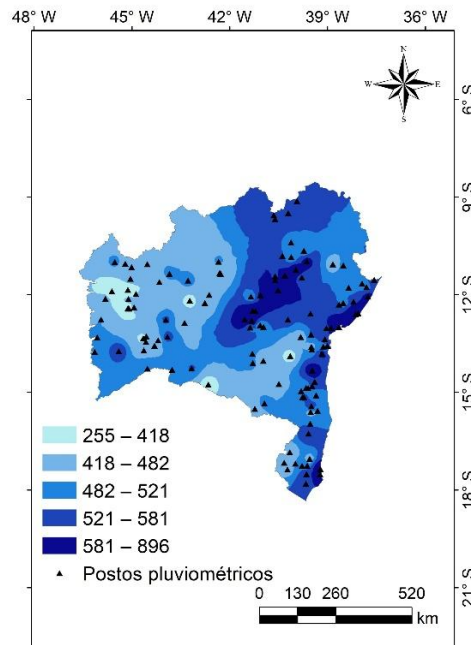 48° W 45° W 42° W 39° W 36° W
N
W E
S
6°S
9°S
12°S
15°S
18°S
21°S
255 – 418
418 – 482
482 – 521
521 – 581
581 – 896
Postos pluviométricos
0 130 260 520
km